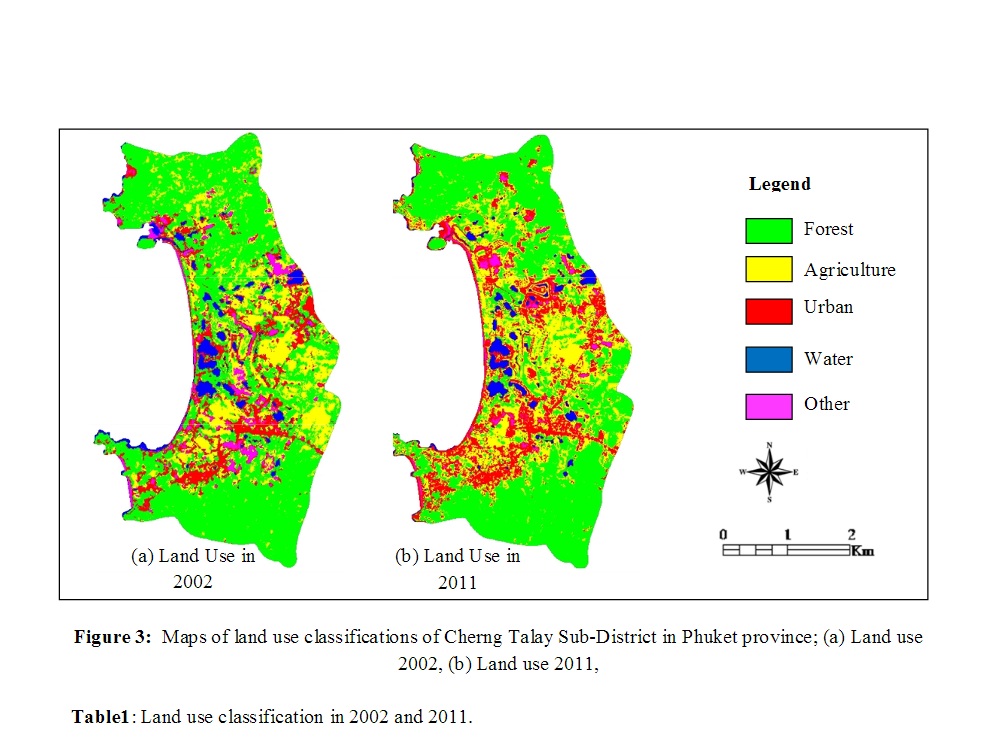 Legend
Forest
Agriculture
Urban
Water
Other
N
W E
S
0 1 2
Km
(a) Land Use in
2002
(b) Land Use in
2011
Figure 3: Maps of land use classifications of Cherng Talay Sub-District in Phuket province; (a) Land use
2002, (b) Land use 2011,
Table1: Land use classification in 2002 and 2011.